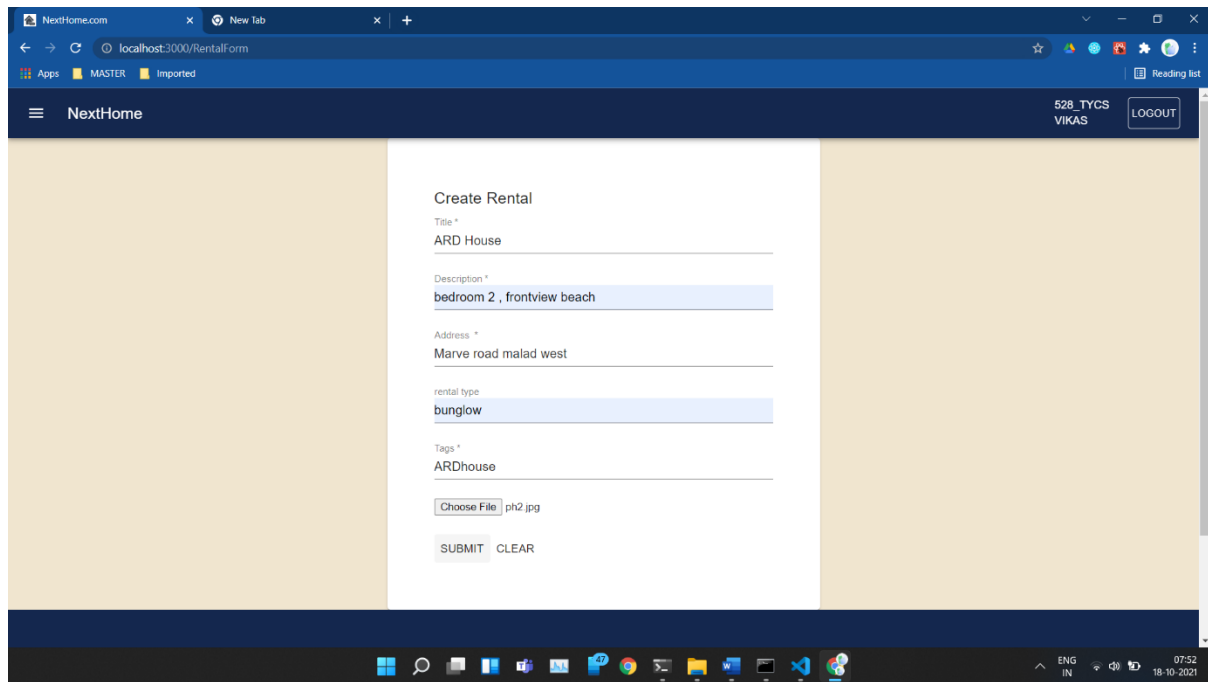 NextHome.com
New Tab
localhost:3000/RentalForm
Apps
MASTER
Imported
Reading list
NextHome
528_TYCS
VIKAS
LOGOUT
Create Rental
Title *
ARD House
Description *
bedroom 2 , frontview beach
Address *
Marve road malad west
rental type
bunglow
Tags *
ARDhouse
Choose File ph2.jpg
SUBMIT CLEAR
47
ENG
IN
07:52
18-10-2021